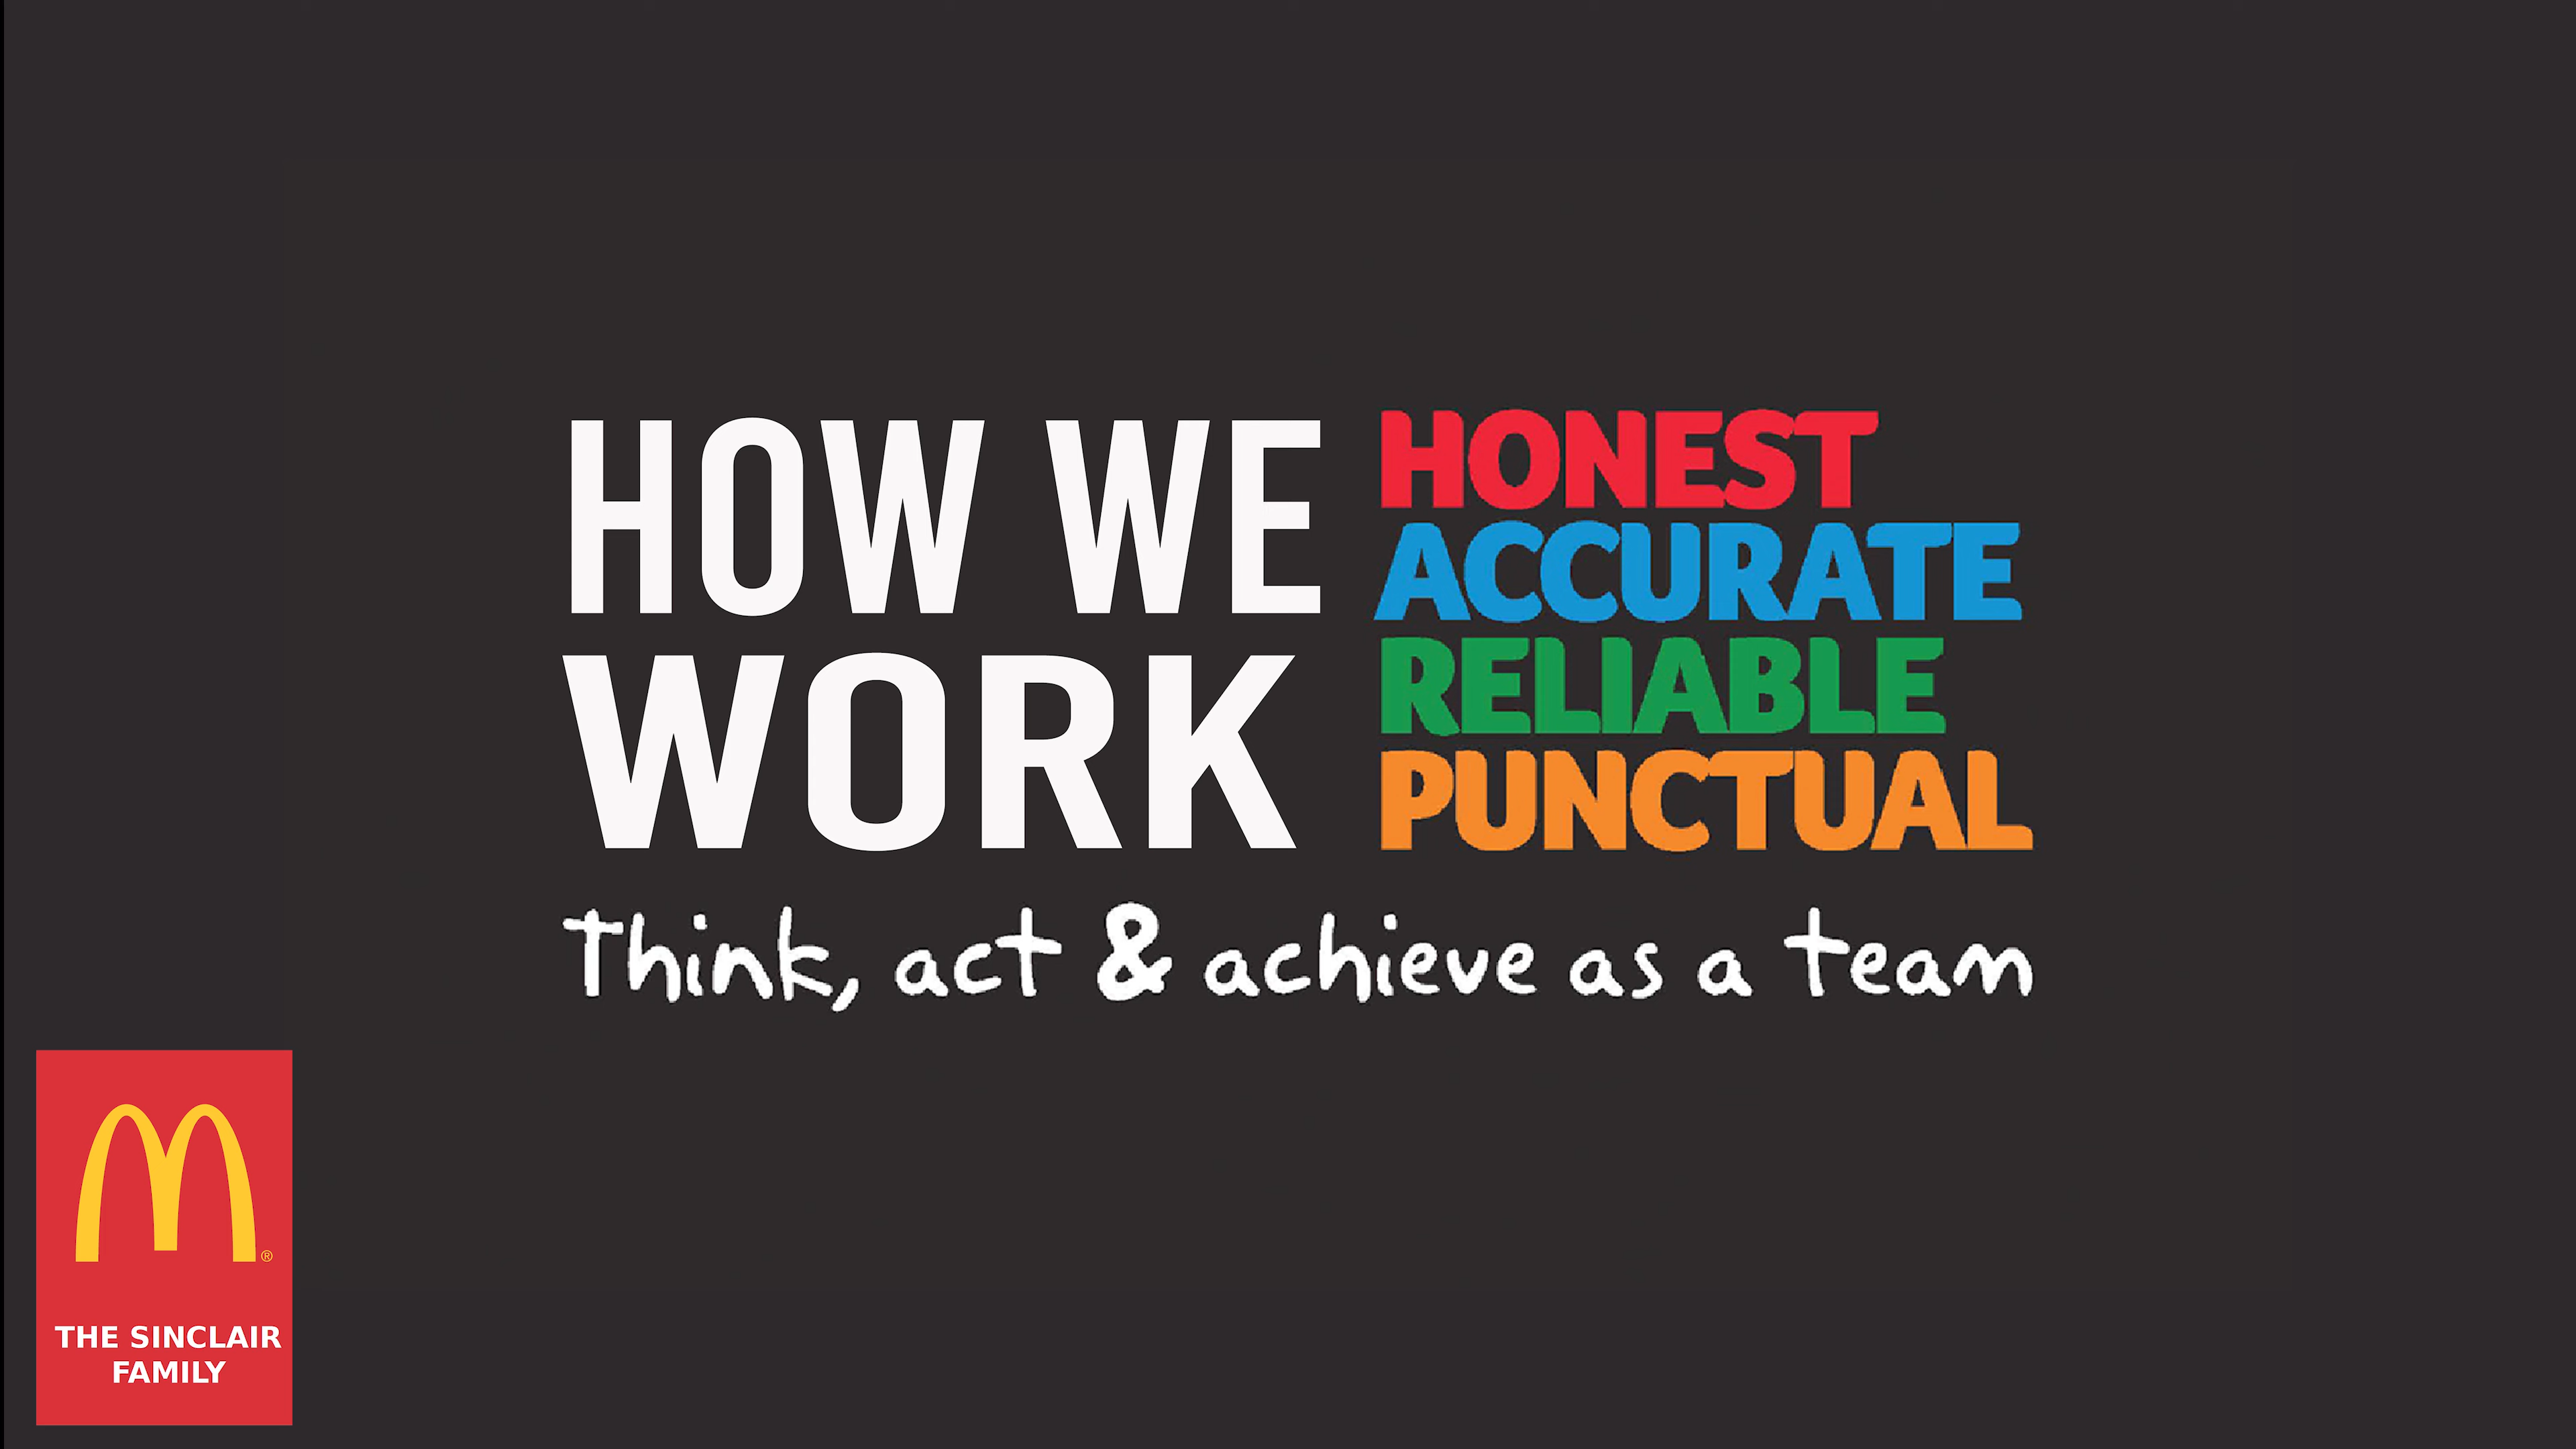 HOW WE
WORK
HONEST
ACCURATE
RELIABLE
PUNCTUAL
Think, act & achieve as a team
M®
THE SINCLAIR
FAMILY